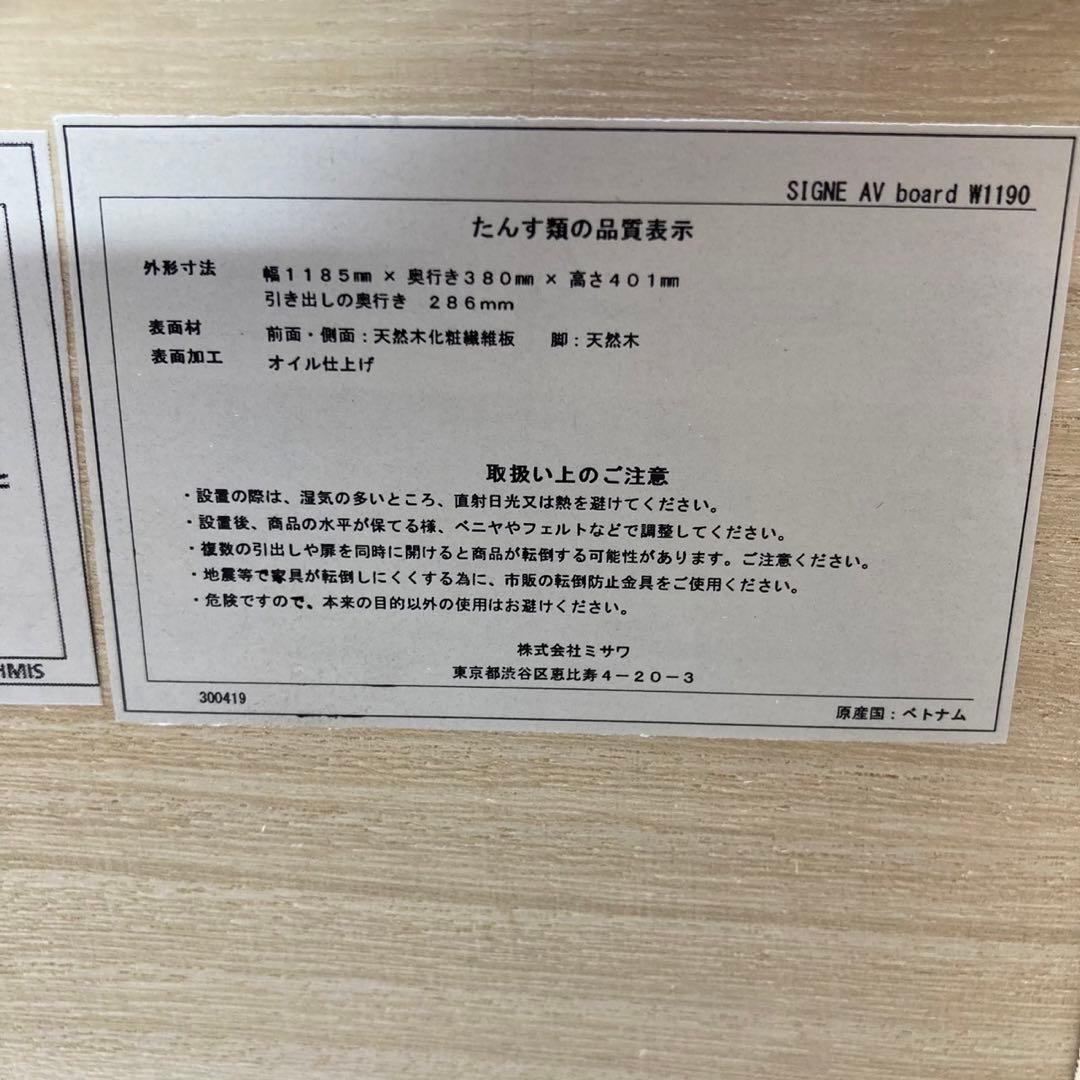 SIGNE AV board W1190
たんす類の品質表示
外形寸法 幅1185mm × 奥行き380mm × 高さ401mm
引き出しの奥行き 286mm
表面材 前面・側面：天然木化粧繊維板 脚：天然木
表面加工 オイル仕上げ
取扱い上のご注意
・設置の際は、湿気の多いところ、直射日光又は熱を避けてください。
・設置後、商品の水平が保てる様、ベニヤやフェルトなどで調整してください。
・複数の引出しや扉を同時に開けると商品が転倒する可能性があります。ご注意ください。
・地震等で家具が転倒しにくくする為に、市販の転倒防止金具をご使用ください。
・危険ですので、本来の目的以外の使用はお避けください。
株式会社ミサワ
東京都渋谷区恵比寿4－20－3
300419
原産国：ベトナム